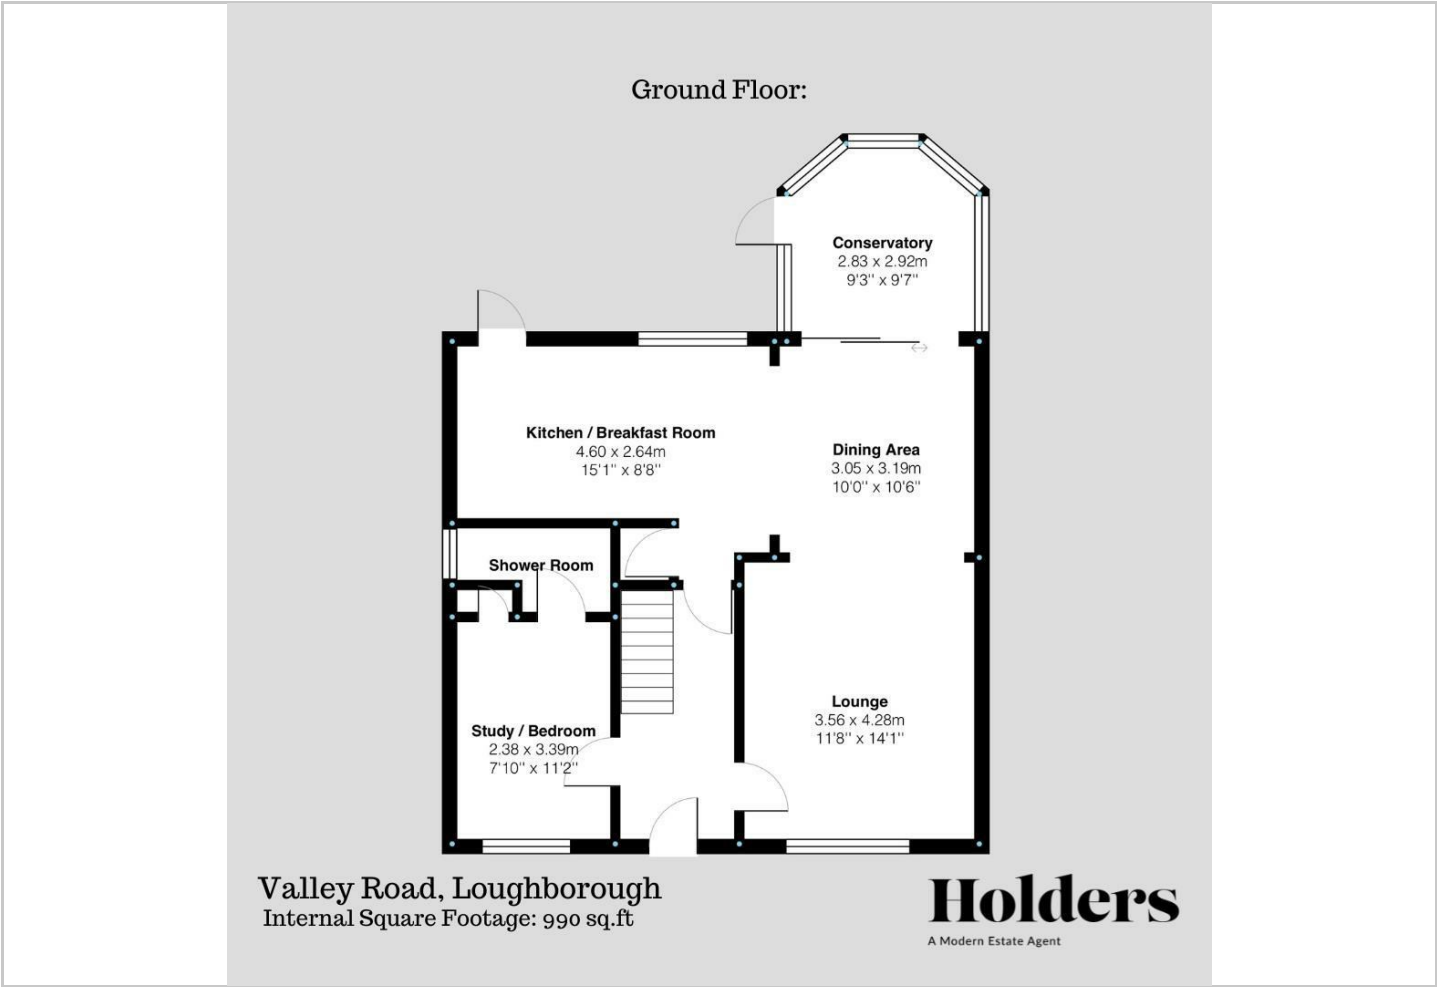 Ground Floor:
Conservatory
2.83 x 2.92m
9'3'' x 9'7''
Kitchen / Breakfast Room
4.60 x 2.64m
15'1'' x 8'8''
Dining Area
3.05 x 3.19m
10'0'' x 10'6''
Shower Room
Lounge
3.56 x 4.28m
11'8'' x 14'1''
Study / Bedroom
2.38 x 3.39m
7'10'' x 11'2''
Valley Road, Loughborough
Internal Square Footage: 990 sq.ft
Holders
A Modern Estate Agent